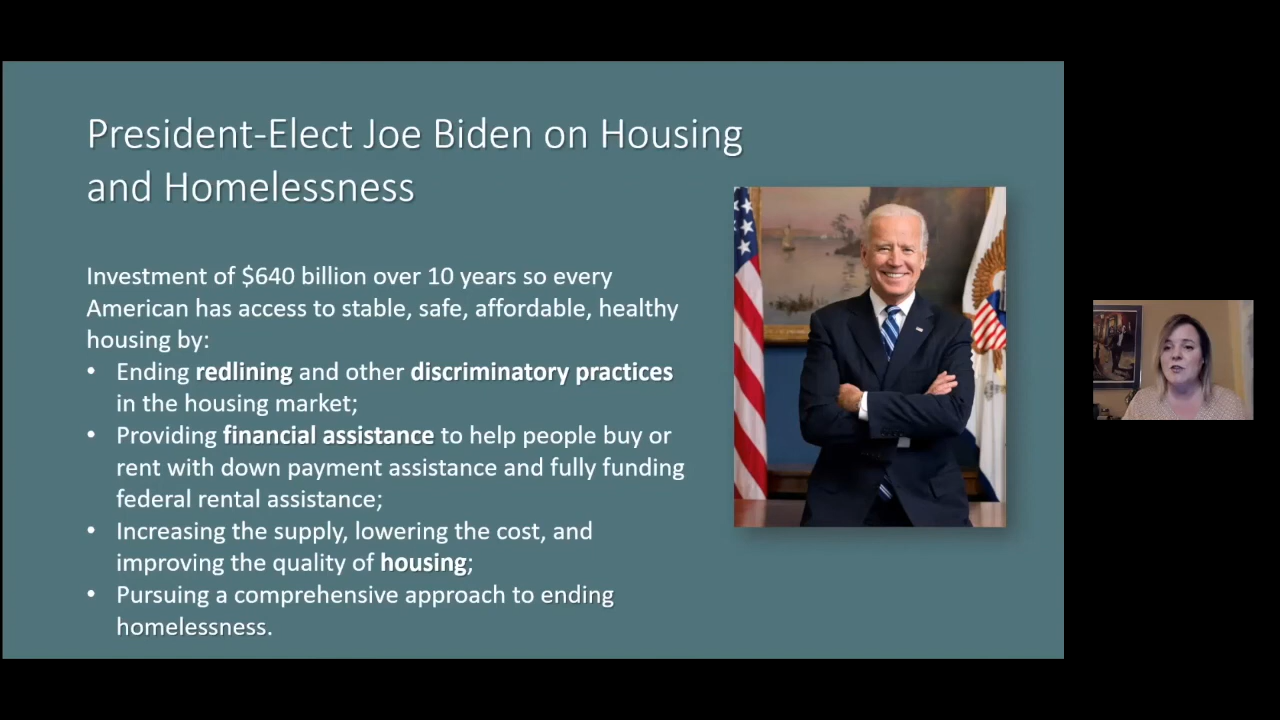 President-Elect Joe Biden on Housing
and Homelessness
Investment of $640 billion over 10 years so every
American has access to stable, safe, affordable, healthy
housing by:
• Ending redlining and other discriminatory practices
in the housing market;
• Providing financial assistance to help people buy or
rent with down payment assistance and fully funding
federal rental assistance;
• Increasing the supply, lowering the cost, and
improving the quality of housing;
• Pursuing a comprehensive approach to ending
homelessness.